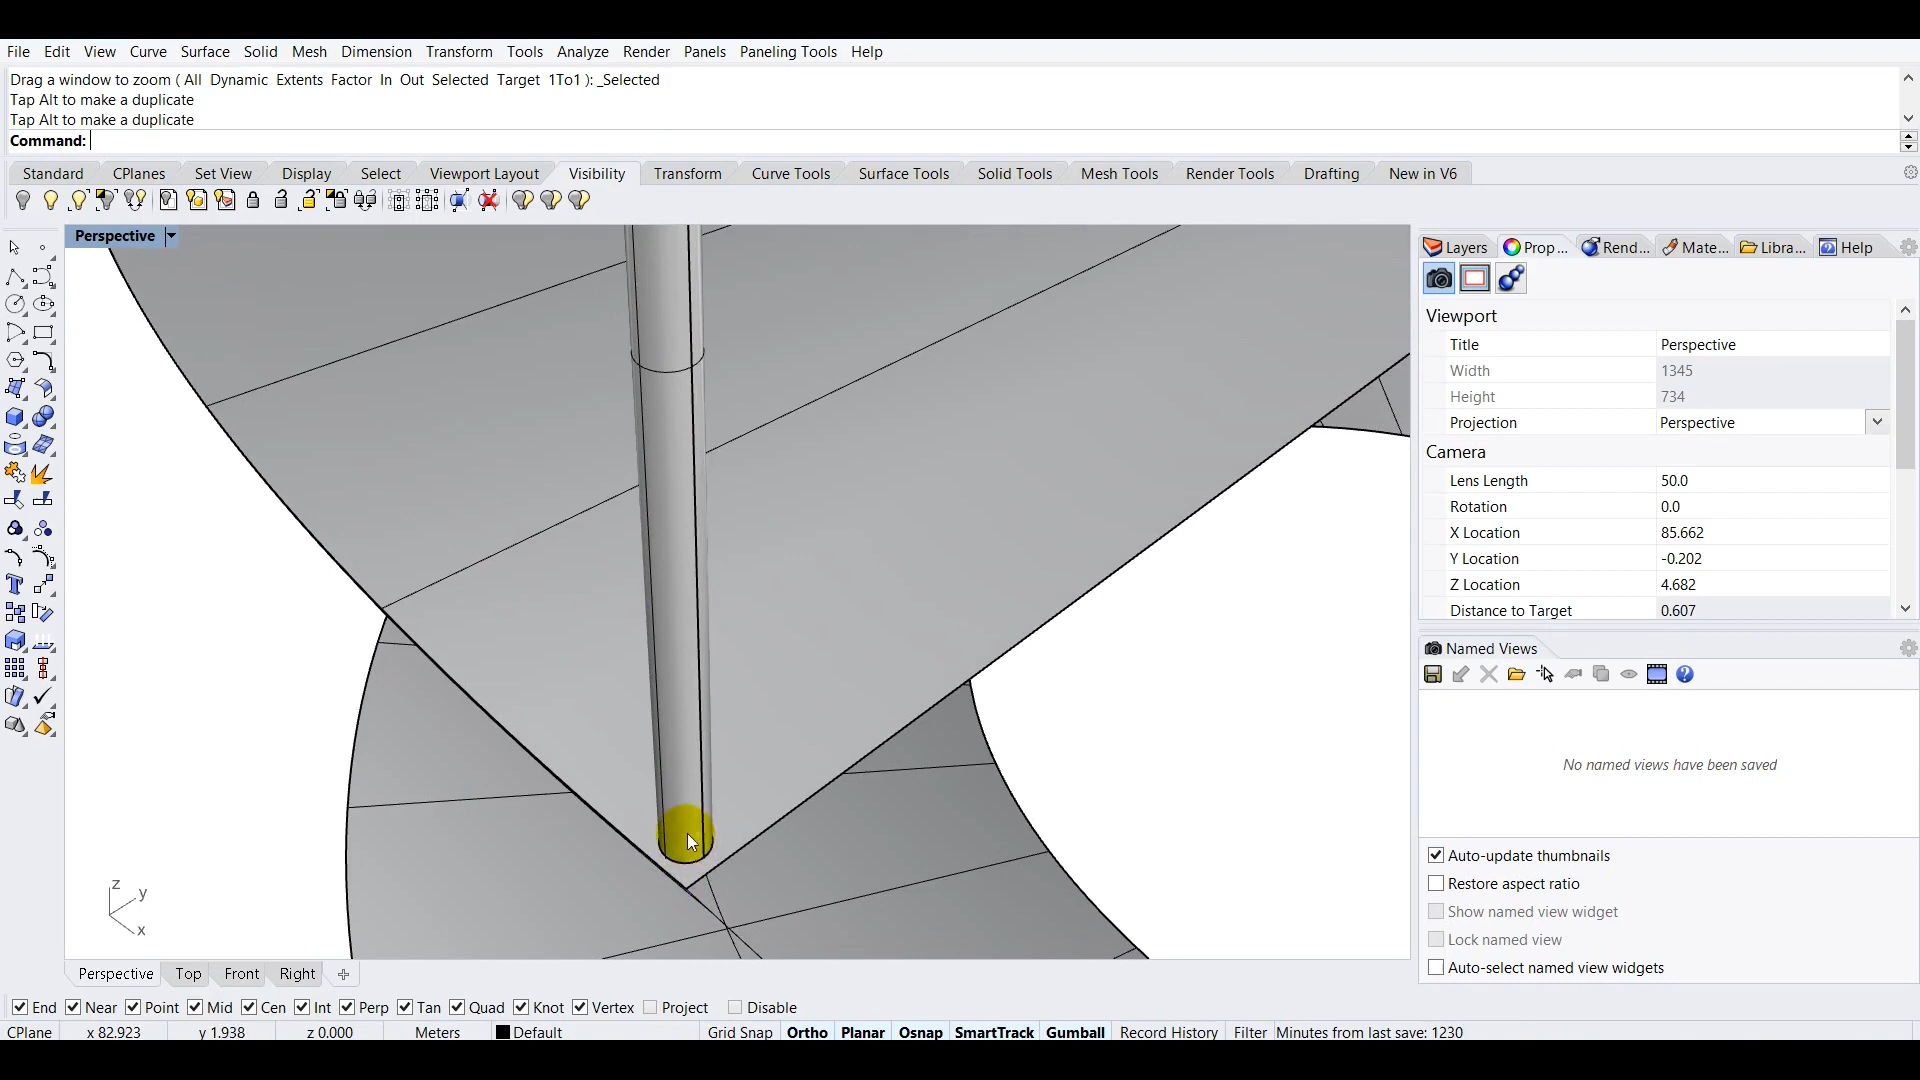 File Edit View Curve Surface Solid Mesh Dimension Transform Tools Analyze Render Panels Paneling Tools Help
Drag a window to zoom ( All Dynamic Extents Factor In Out Selected Target 1To1 ): _Selected
Tap Alt to make a duplicate
Tap Alt to make a duplicate
Command:
Standard CPlanes Set View Display Select Viewport Layout Visibility Transform Curve Tools Surface Tools Solid Tools Mesh Tools Render Tools Drafting New in V6
Perspective
Layers Prop... Rend... Mate... Libra... Help
Viewport
Title Perspective
Width 1345
Height 734
Projection Perspective
Camera
Lens Length 50.0
Rotation 0.0
X Location 85.662
Y Location -0.202
Z Location 4.682
Distance to Target 0.607
Named Views
No named views have been saved
Auto-update thumbnails
Restore aspect ratio
Show named view widget
Lock named view
Auto-select named view widgets
z
y
x
Perspective Top Front Right
End Near Point Mid Cen Int Perp Tan Quad Knot Vertex Project Disable
CPlane x 82.923 y 1.938 z 0.000 Meters Default Grid Snap Ortho Planar Osnap SmartTrack Gumball Record History Filter Minutes from last save: 1230